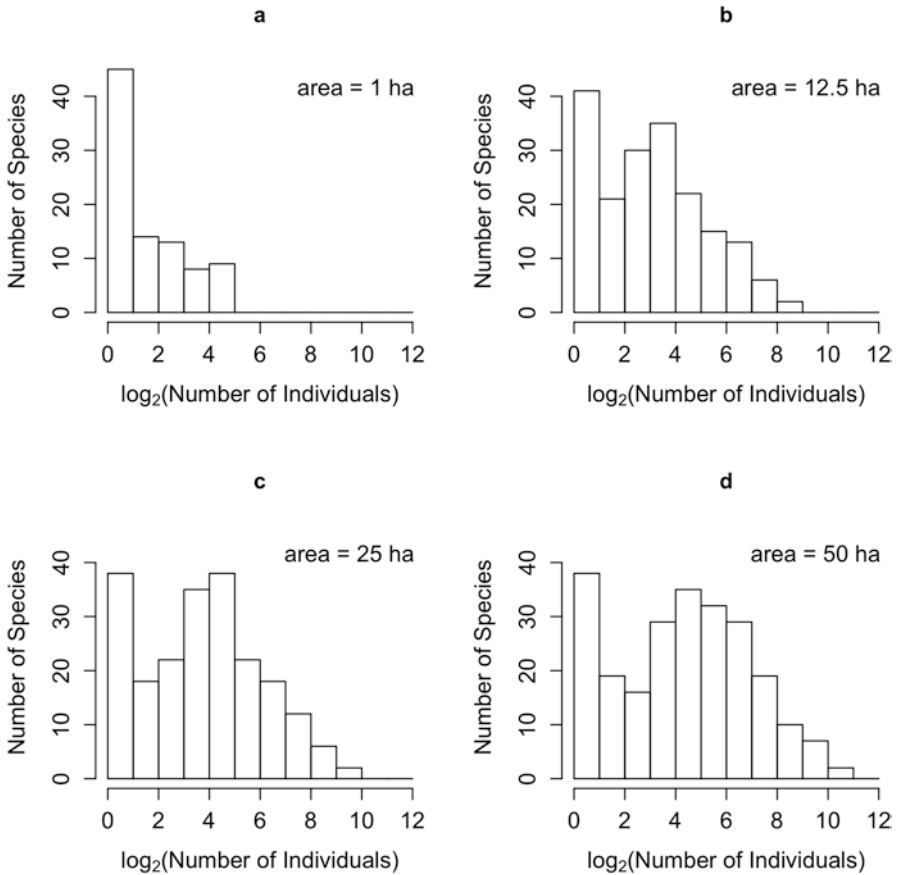 a
area = 1 ha
Number of Species
40
30
20
10
0
0 2 4 6 8 10 12
log₂(Number of Individuals)
b
area = 12.5 ha
Number of Species
40
30
20
10
0
0 2 4 6 8 10 12
log₂(Number of Individuals)
c
area = 25 ha
Number of Species
40
30
20
10
0
0 2 4 6 8 10 12
log₂(Number of Individuals)
d
area = 50 ha
Number of Species
40
30
20
10
0
0 2 4 6 8 10 12
log₂(Number of Individuals)